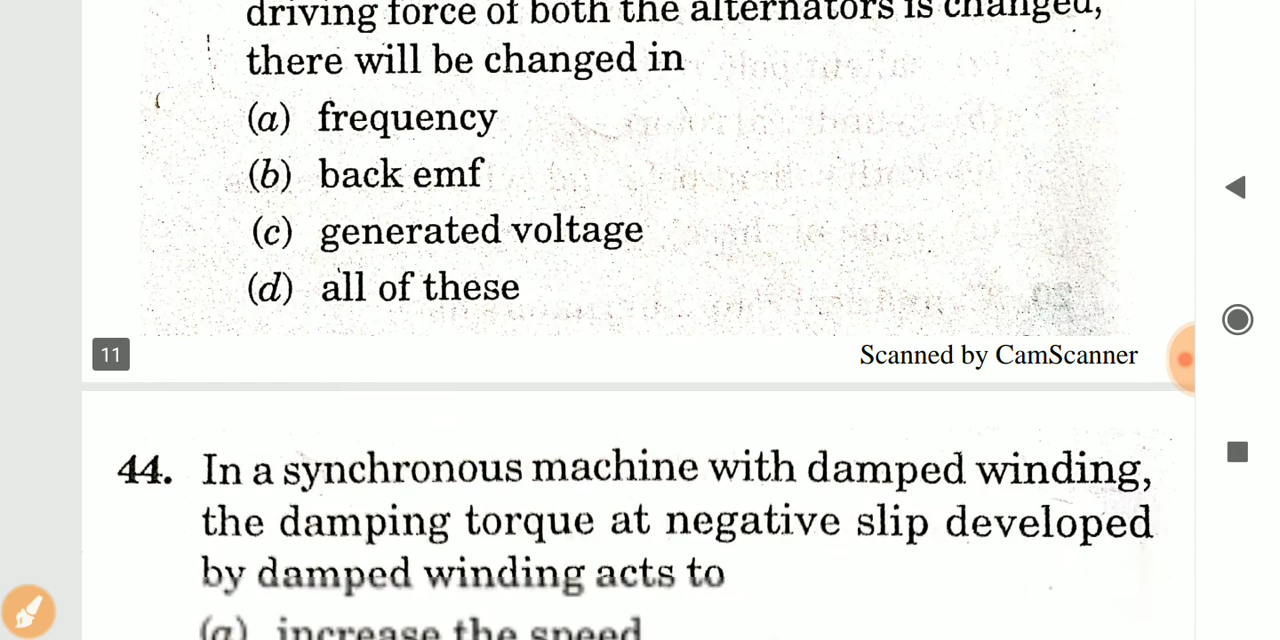 driving force of both the alternators is changed,
there will be changed in
(a) frequency
(b) back emf
(c) generated voltage
(d) all of these
11
Scanned by CamScanner
44. In a synchronous machine with damped winding,
the damping torque at negative slip developed
by damped winding acts to
(a) increase the speed